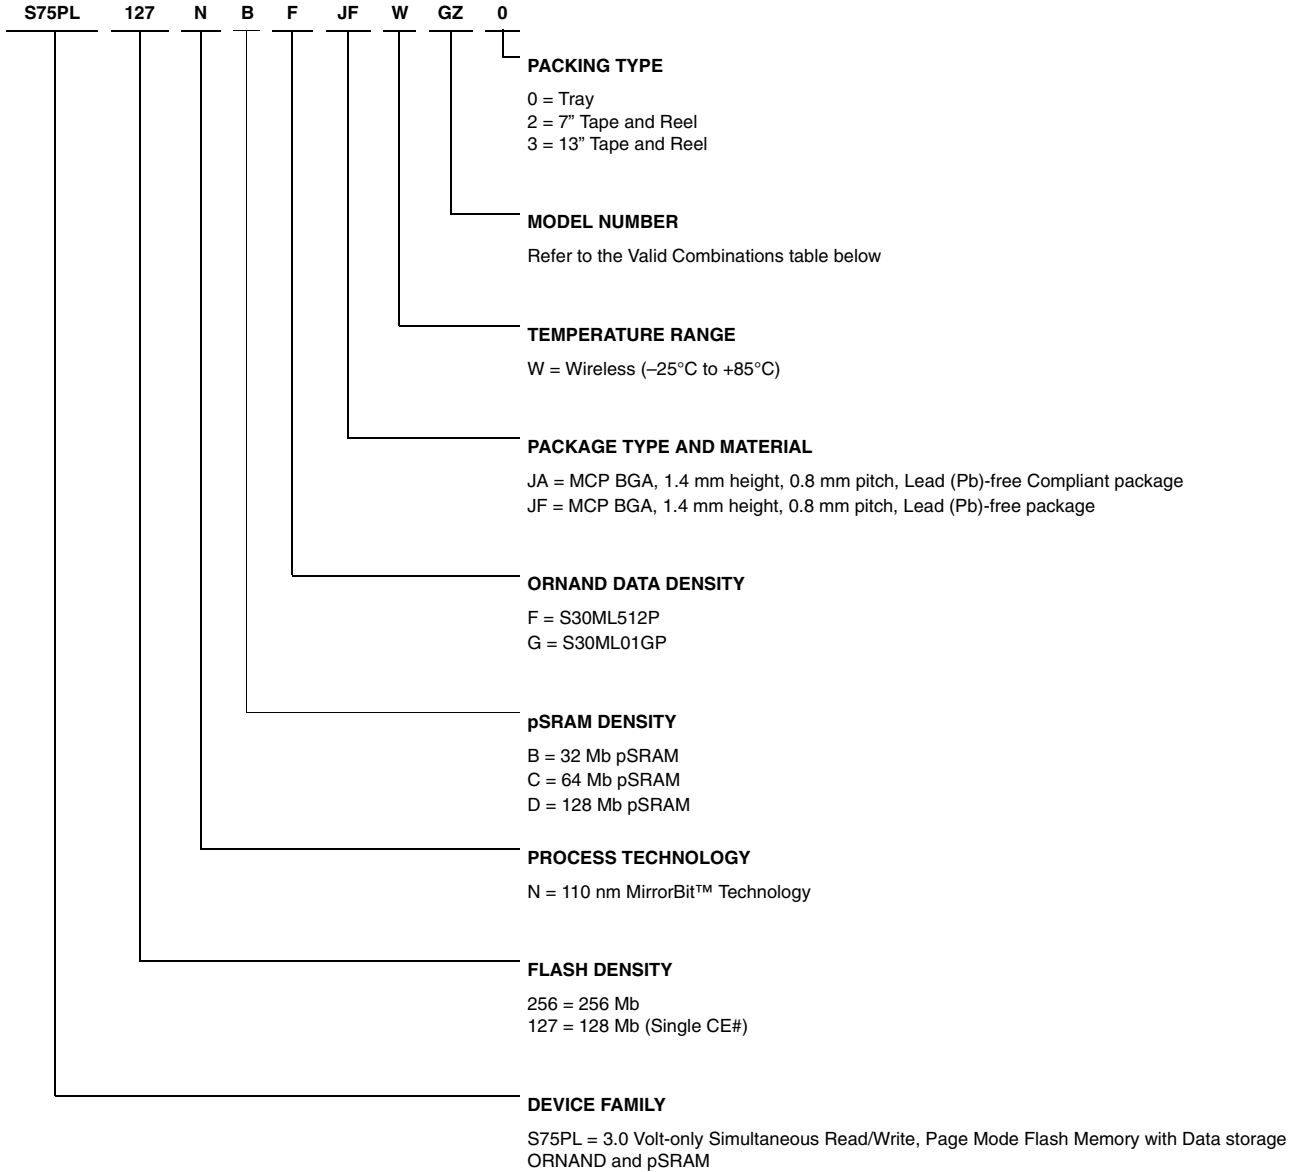 S75PL 127 N B F JF W GZ 0
PACKING TYPE
0 = Tray
2 = 7” Tape and Reel
3 = 13” Tape and Reel
MODEL NUMBER
Refer to the Valid Combinations table below
TEMPERATURE RANGE
W = Wireless (–25°C to +85°C)
PACKAGE TYPE AND MATERIAL
JA = MCP BGA, 1.4 mm height, 0.8 mm pitch, Lead (Pb)-free Compliant package
JF = MCP BGA, 1.4 mm height, 0.8 mm pitch, Lead (Pb)-free package
ORNAND DATA DENSITY
F = S30ML512P
G = S30ML01GP
pSRAM DENSITY
B = 32 Mb pSRAM
C = 64 Mb pSRAM
D = 128 Mb pSRAM
PROCESS TECHNOLOGY
N = 110 nm MirrorBit™ Technology
FLASH DENSITY
256 = 256 Mb
127 = 128 Mb (Single CE#)
DEVICE FAMILY
S75PL = 3.0 Volt-only Simultaneous Read/Write, Page Mode Flash Memory with Data storage
ORNAND and pSRAM